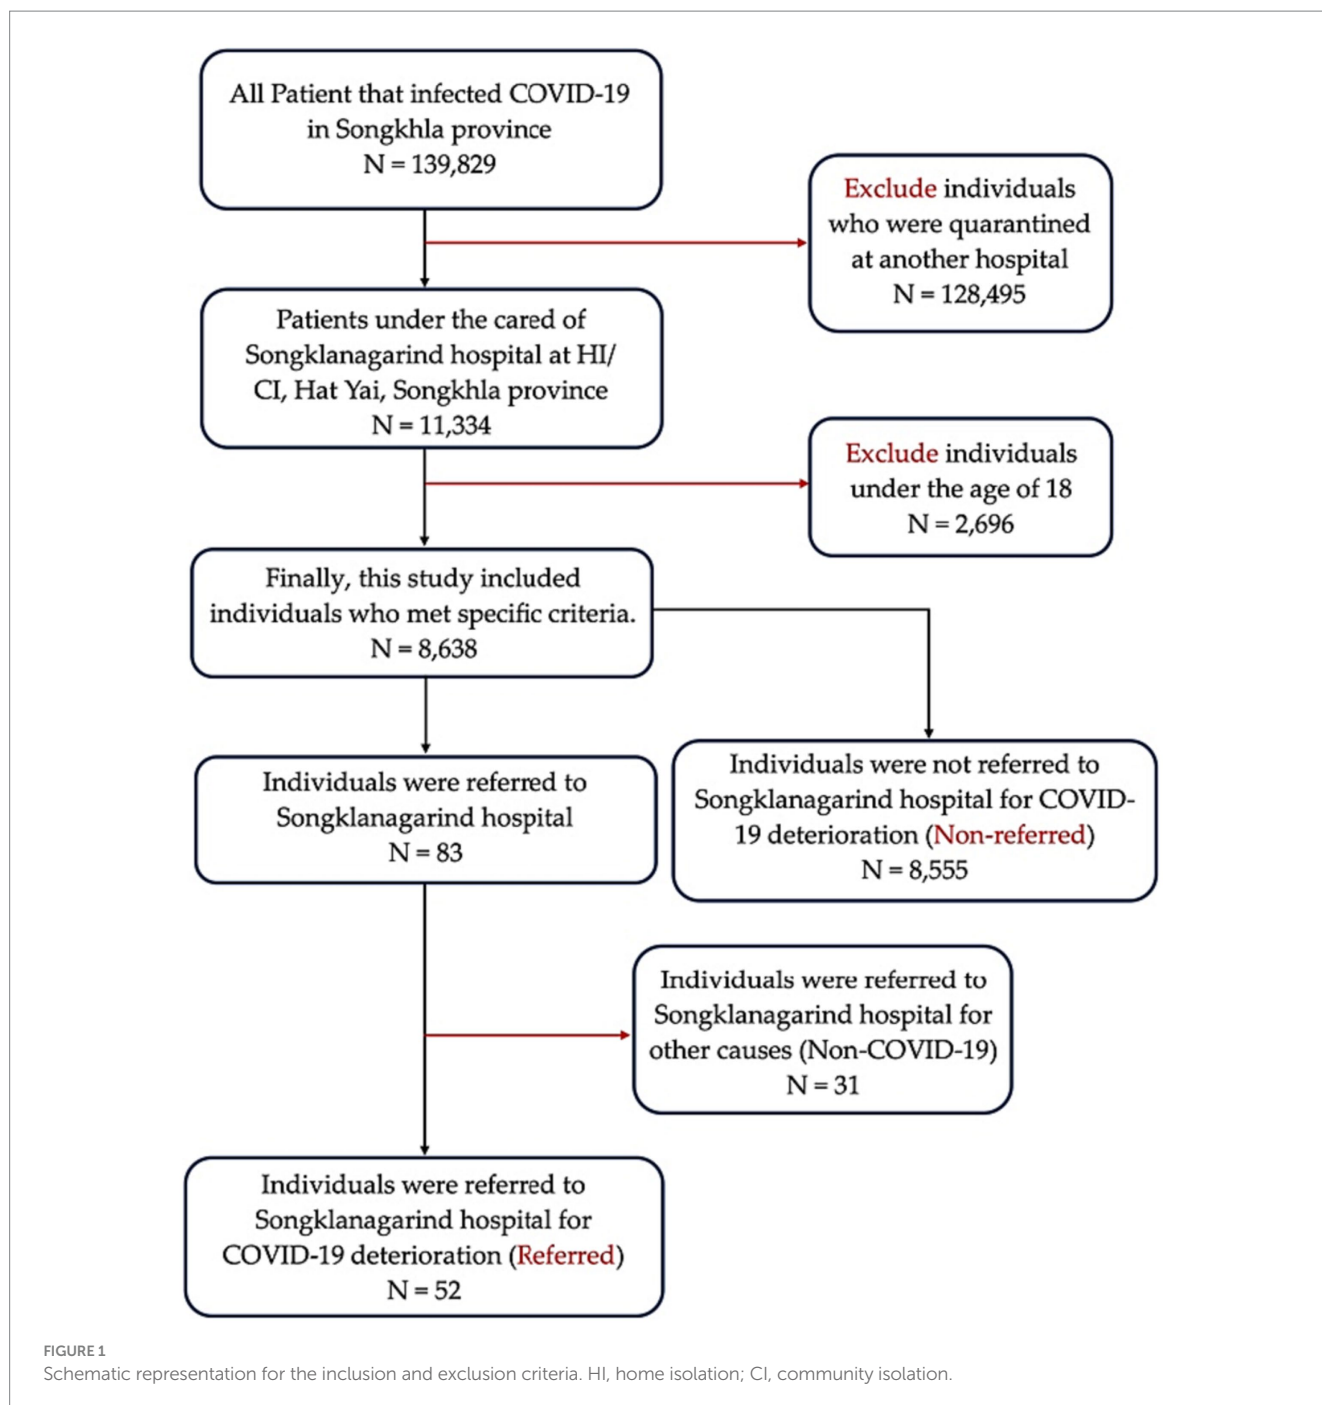 All Patient that infected COVID-19
in Songkhla province
N = 139,829
Exclude individuals
who were quarantined
at another hospital
N = 128,495
Patients under the cared of
Songklanagarind hospital at HI/
CI, Hat Yai, Songkhla province
N = 11,334
Exclude individuals
under the age of 18
N = 2,696
Finally, this study included
individuals who met specific criteria.
N = 8,638
Individuals were referred to
Songklanagarind hospital
N = 83
Individuals were not referred to
Songklanagarind hospital for COVID-
19 deterioration (Non-referred)
N = 8,555
Individuals were referred to
Songklanagarind hospital for
other causes (Non-COVID-19)
N = 31
Individuals were referred to
Songklanagarind hospital for
COVID-19 deterioration (Referred)
N = 52
FIGURE 1
Schematic representation for the inclusion and exclusion criteria. HI, home isolation; CI, community isolation.